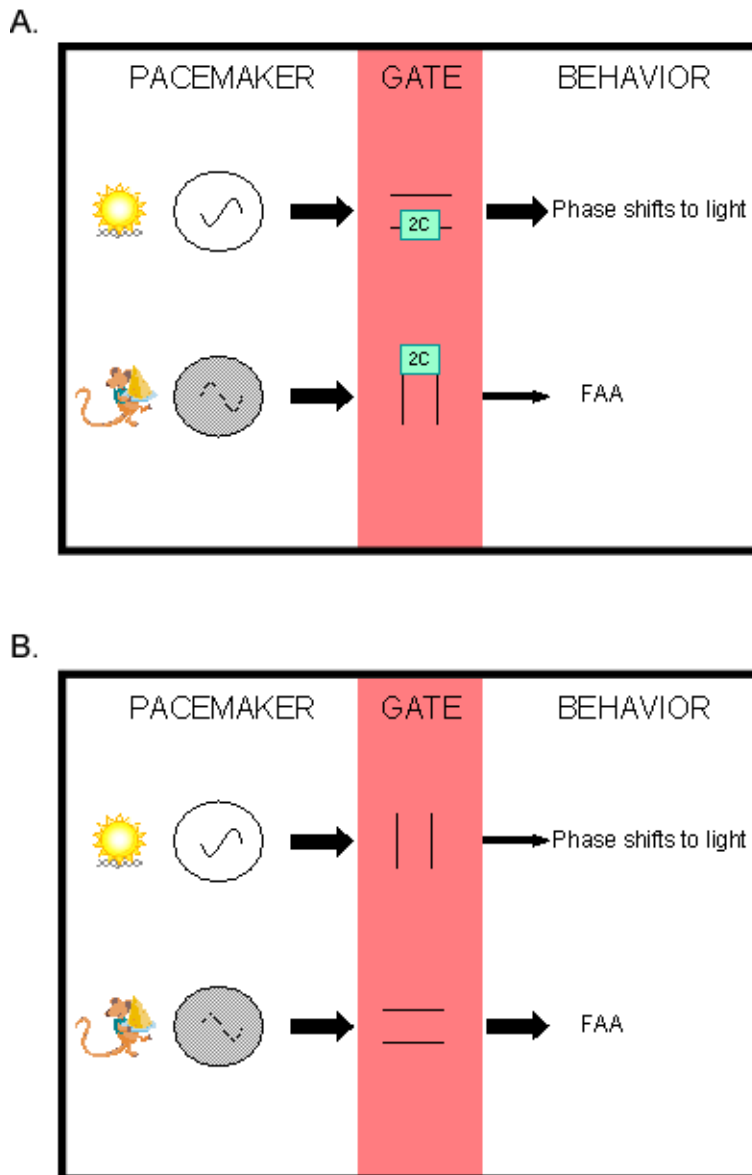 A.
PACEMAKER GATE BEHAVIOR
2C Phase shifts to light
2C
FAA
B.
PACEMAKER GATE BEHAVIOR
Phase shifts to light
FAA